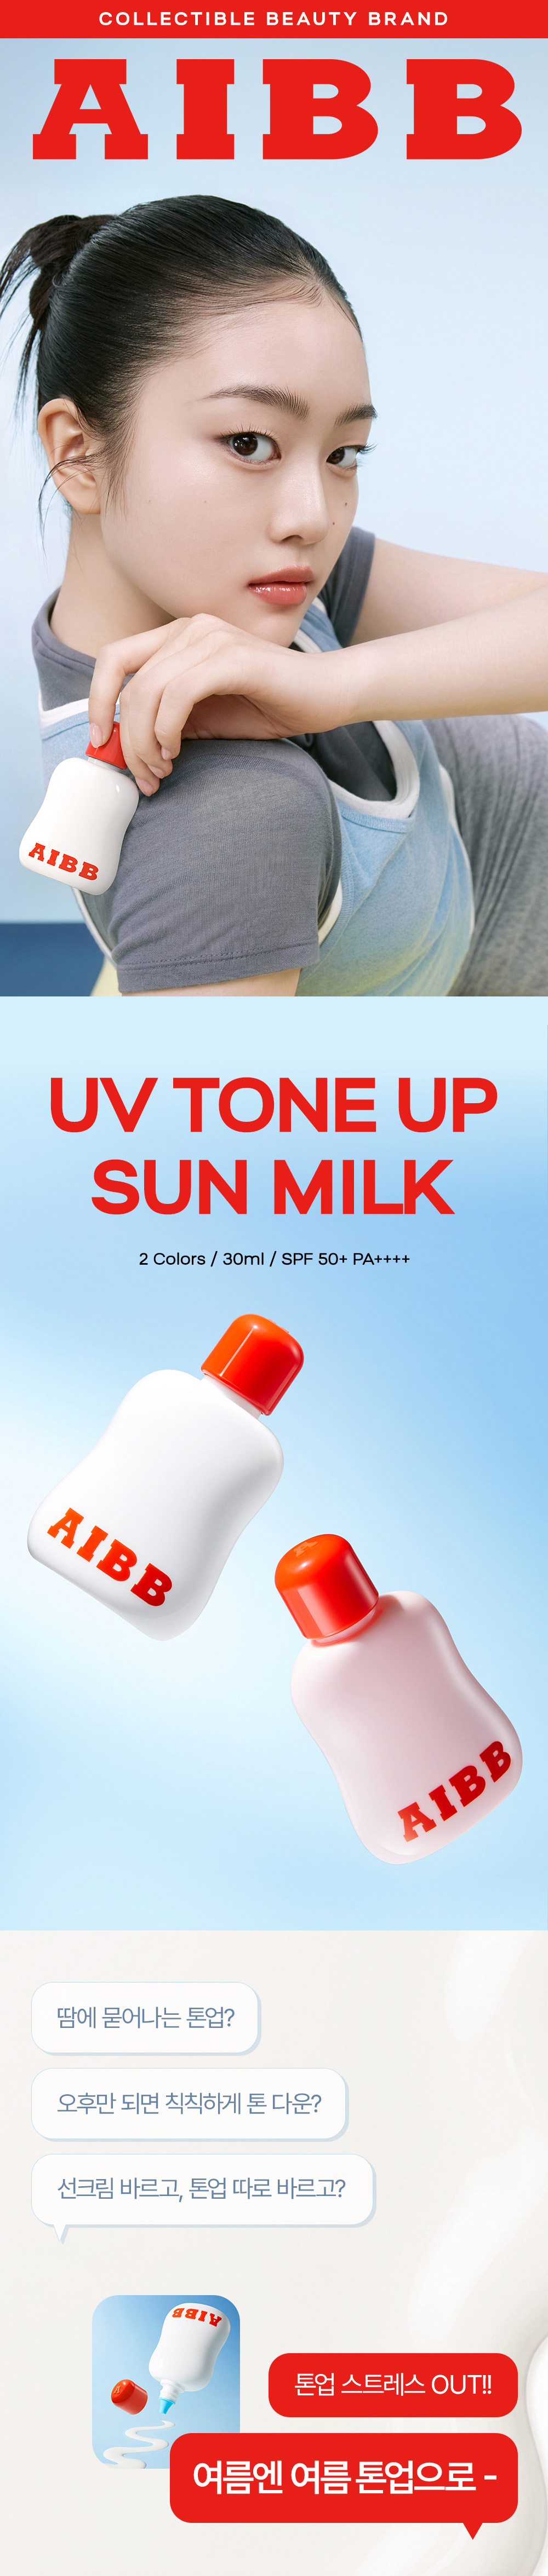 COLLECTIBLE BEAUTY BRAND
AIBB
AIBB
UV TONE UP
SUN MILK
2 Colors / 30ml / SPF 50+ PA++++
AIBB
AIBB
땀에 묻어나는 톤업?
오후만 되면 칙칙하게 톤 다운?
선크림 바르고, 톤업 따로 바르고?
AIBB
톤업 스트레스 OUT!!
여름엔 여름 톤업으로 -